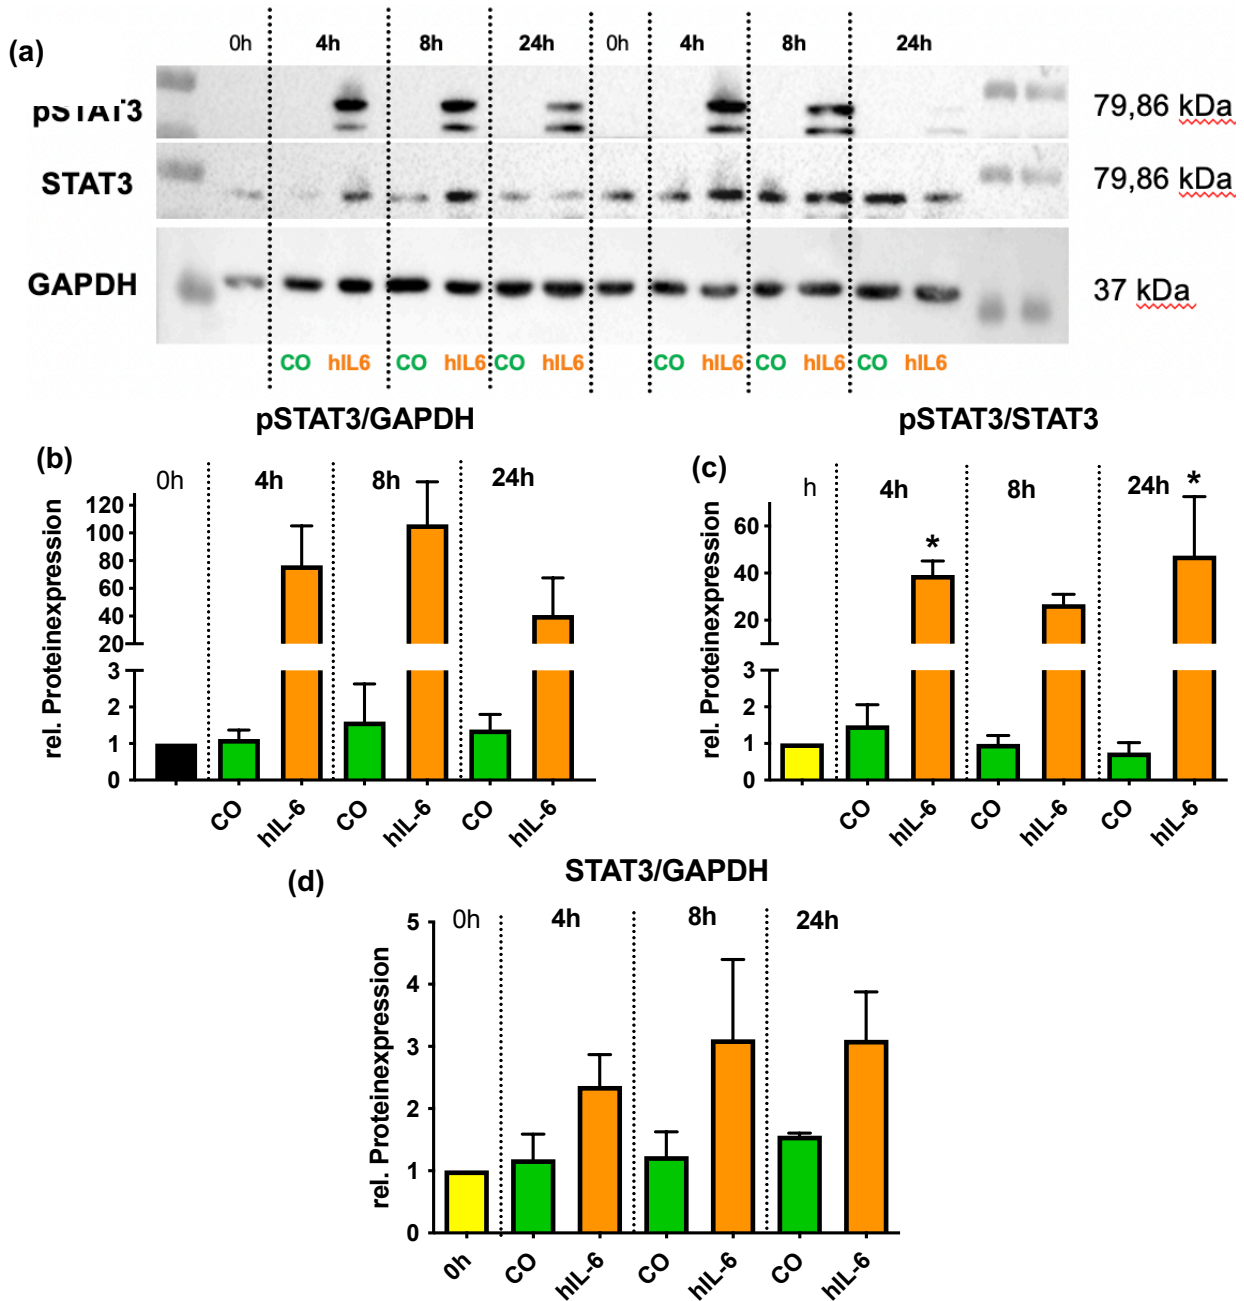 (a)
0h 4h 8h 24h 0h 4h 8h 24h
pSTAT3 79,86 kDa
STAT3 79,86 kDa
GAPDH 37 kDa
CO hIL6 CO hIL6 CO hIL6 CO hIL6 CO hIL6 CO hIL6
pSTAT3/GAPDH
(b)
0h 4h 8h 24h
rel. Proteinexpression
120
100
80
60
40
20
3
2
1
0
CO hIL-6 CO hIL-6 CO hIL-6
pSTAT3/STAT3
(c)
h 4h 8h 24h
* *
rel. Proteinexpression
60
40
20
3
2
1
0
CO hIL-6 CO hIL-6 CO hIL-6
STAT3/GAPDH
(d)
0h 4h 8h 24h
rel. Proteinexpression
5
4
3
2
1
0
0h CO hIL-6 CO hIL-6 CO hIL-6